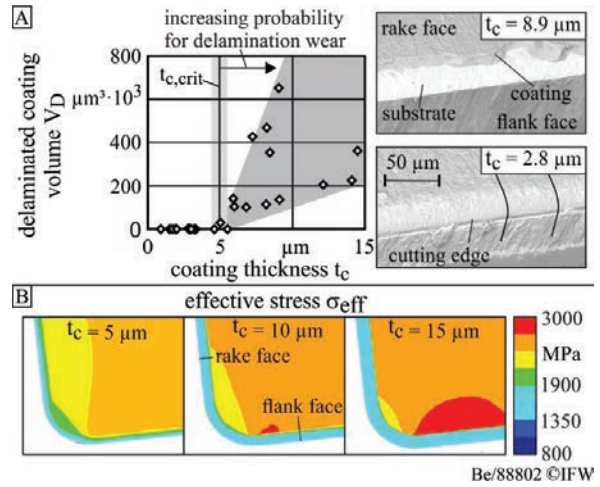 A
increasing probability
for delamination wear
t_c,crit
800
µm³·10³
400
200
0
delaminated coating
volume V_D
0
5
µm
15
coating thickness t_c
rake face
t_c = 8.9 µm
substrate
coating
flank face
50 µm
t_c = 2.8 µm
cutting edge
B
effective stress σ_eff
t_c = 5 µm
t_c = 10 µm
t_c = 15 µm
rake face
flank face
3000
MPa
1900
1350
800
Be/88802 ©IFW